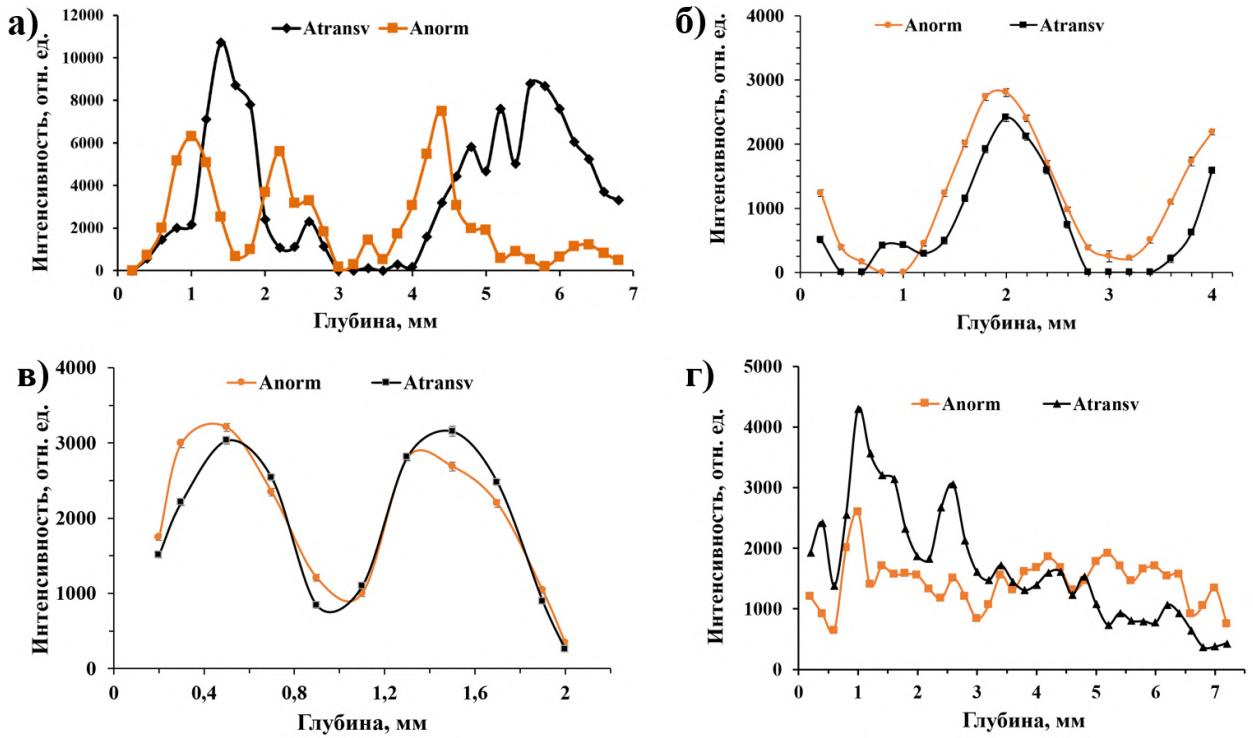 а)
Интенсивность, отн. ед.
12000
10000
8000
6000
4000
2000
0
Atransv Anorm
0 1 2 3 4 5 6 7
Глубина, мм
б)
Интенсивность, отн. ед.
4000
3000
2000
1000
0
Anorm Atransv
0 1 2 3 4
Глубина, мм
в)
Интенсивность, отн. ед.
4000
3000
2000
1000
0
Anorm Atransv
0 0,4 0,8 1,2 1,6 2
Глубина, мм
г)
Интенсивность, отн. ед.
5000
4000
3000
2000
1000
0
Anorm Atransv
0 1 2 3 4 5 6 7
Глубина, мм